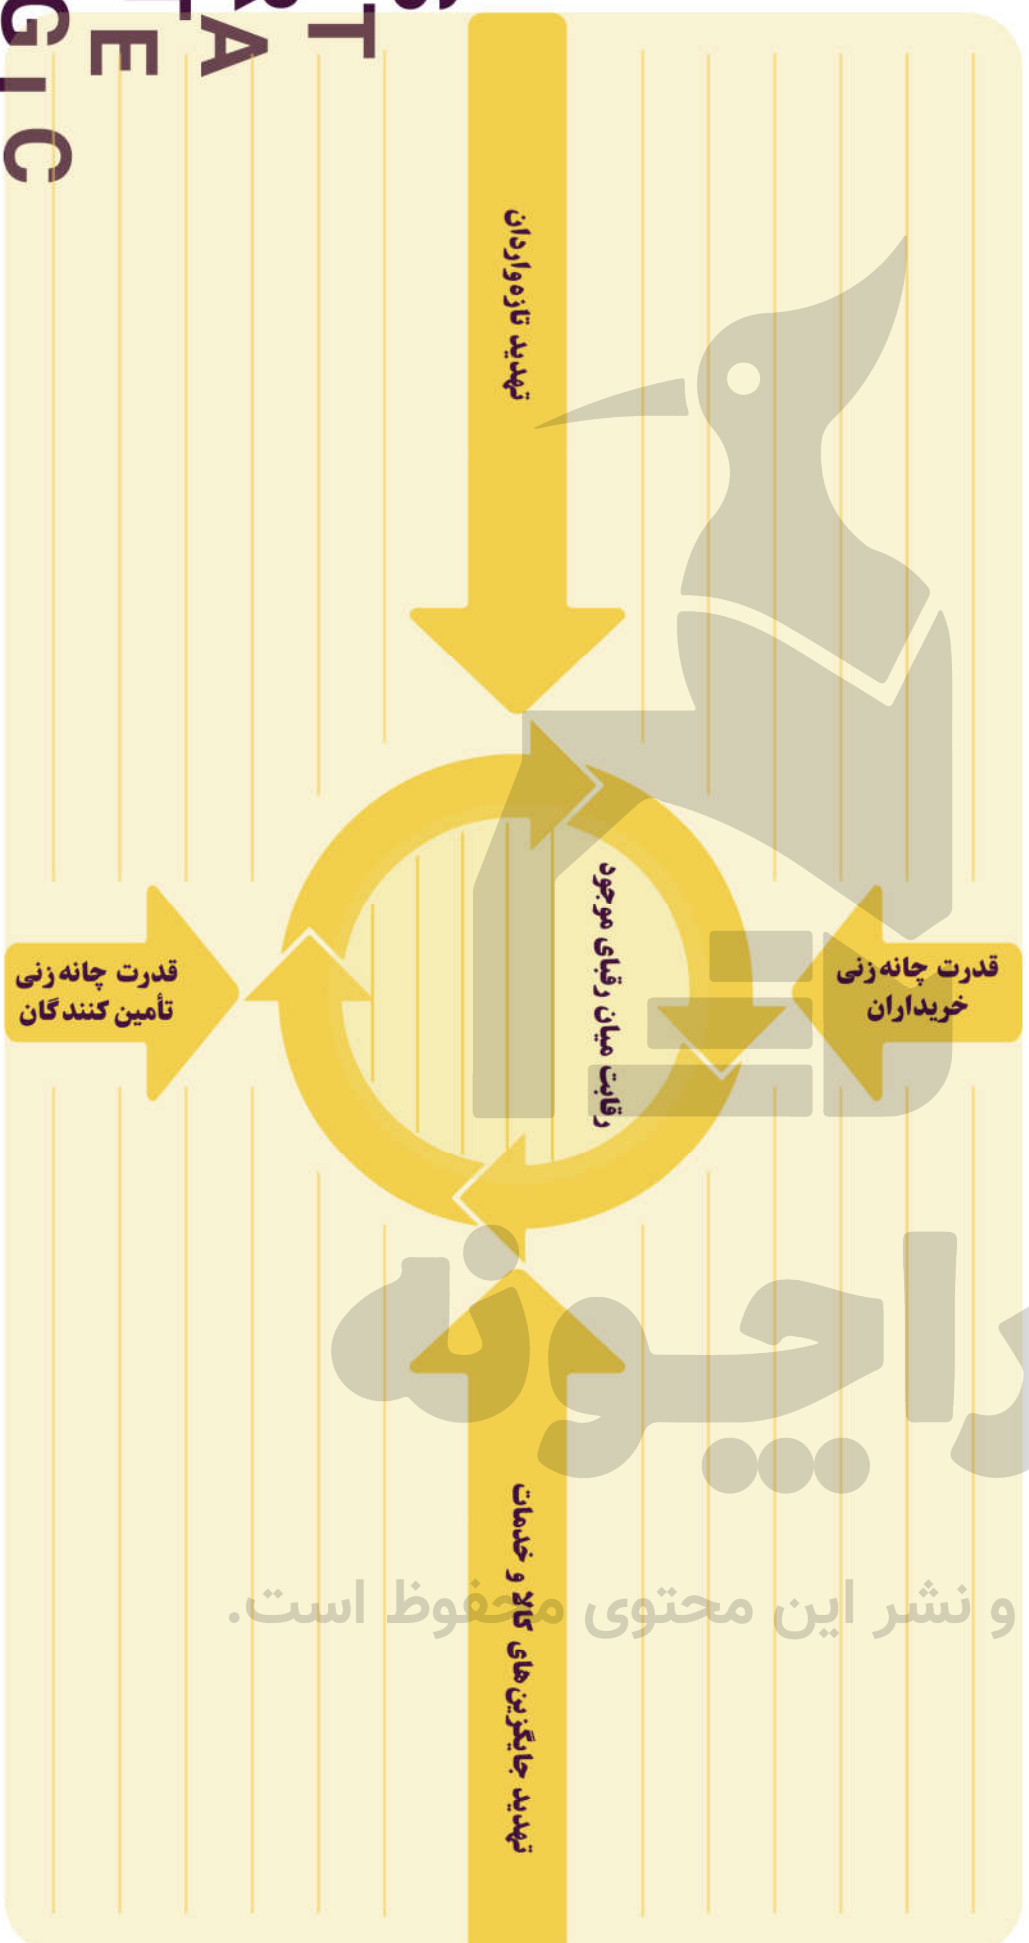 STRATEGIC
تهدید تازه‌واردان
قدرت چانه‌زنی
خریداران
رقابت میان رقبای موجود
قدرت چانه‌زنی
تأمین‌کنندگان
راچونه
و نشر این محتوی محفوظ است.
تهدید جایگزین‌های کالا و خدمات